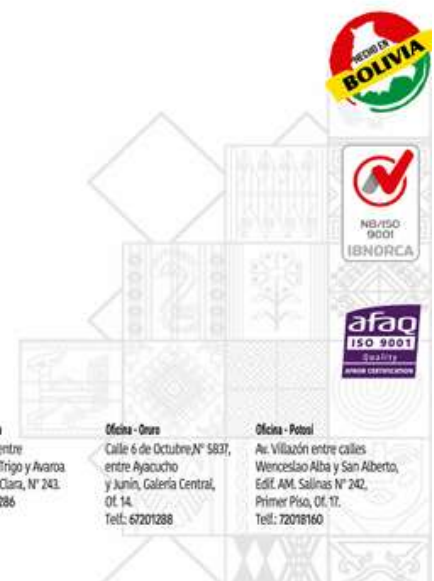 HECHO EN
BOLIVIA
NB/ISO
9001
IBNORCA
afaq
ISO 9001
Quality
AFNOR CERTIFICATION
entre
Trigo y Avaroa
Clara, N° 243.
286
Oficina - Oruro
Calle 6 de Octubre,N° 5837,
entre Ayacucho
y Junín, Galería Central,
Of. 14.
Telf.: 67201288
Oficina - Potosí
Av. Villazón entre calles
Wenceslao Alba y San Alberto,
Edif. AM. Salinas N° 242,
Primer Piso, Of. 17.
Telf.: 72018160